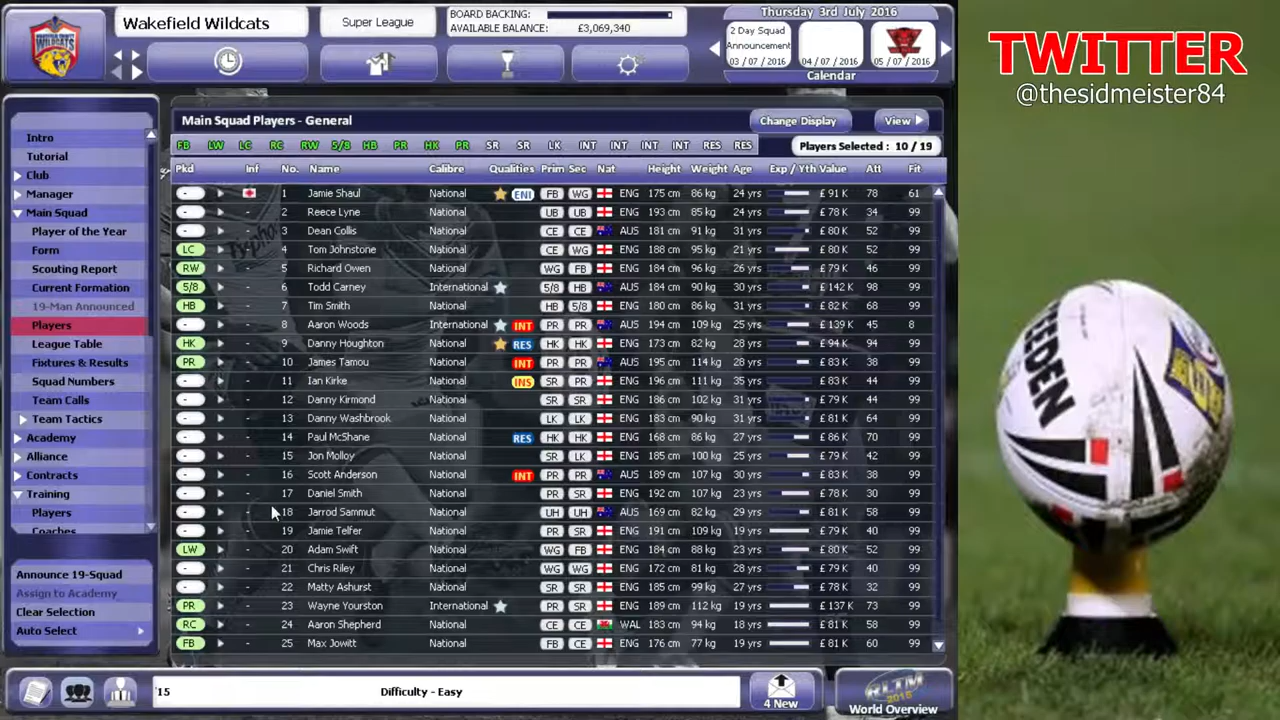 Wakefield Wildcats
Super League
BOARD BACKING:
AVAILABLE BALANCE: £3,069,340
Thursday 3rd July 2016
2 Day Squad
Announcement
03 / 07 / 2016 04 / 07 / 2016 05 / 07 / 2016
Calendar
TWITTER
@thesidmeister84
Intro
Tutorial
Club
Manager
Main Squad
Player of the Year
Form
Scouting Report
Current Formation
19-Man Announced
Players
League Table
Fixtures & Results
Squad Numbers
Team Calls
Team Tactics
Academy
Alliance
Contracts
Training
Players
Coaches
Announce 19-Squad
Assign to Academy
Clear Selection
Auto Select
Main Squad Players - General
Change Display
View
FB LW LC RC RW 5/8 HB PR HK PR SR SR LK INT INT INT INT RES RES
Players Selected : 10 / 19
Pkd Inf No. Name Calibre Qualities Prim Sec Nat Height Weight Age Exp / Yth Value Att Fit
- 1 Jamie Shaul National ENI FB WG ENG 175 cm 86 kg 24 yrs £ 91 K 78 61
- - 2 Reece Lyne National UB UB ENG 193 cm 85 kg 24 yrs £ 78 K 34 99
- - 3 Dean Collis National CE CE AUS 181 cm 91 kg 31 yrs £ 80 K 52 99
LC - 4 Tom Johnstone National CE WG ENG 188 cm 95 kg 21 yrs £ 80 K 52 99
RW - 5 Richard Owen National WG FB ENG 184 cm 96 kg 26 yrs £ 79 K 46 99
5/8 - 6 Todd Carney International 5/8 HB AUS 184 cm 90 kg 30 yrs £ 142 K 98 99
HB - 7 Tim Smith National HB 5/8 ENG 180 cm 86 kg 31 yrs £ 82 K 68 99
- - 8 Aaron Woods International INT PR PR AUS 194 cm 109 kg 25 yrs £ 139 K 45 8
HK - 9 Danny Houghton National RES HK HK ENG 173 cm 82 kg 28 yrs £ 94 K 94 99
PR - 10 James Tamou National INT PR PR AUS 195 cm 114 kg 28 yrs £ 83 K 38 99
- - 11 Ian Kirke National INS SR PR ENG 196 cm 111 kg 35 yrs £ 83 K 44 99
- - 12 Danny Kirmond National SR SR ENG 186 cm 102 kg 31 yrs £ 79 K 44 99
- - 13 Danny Washbrook National LK LK ENG 183 cm 90 kg 31 yrs £ 81 K 64 99
- - 14 Paul McShane National RES HK HK ENG 168 cm 86 kg 27 yrs £ 86 K 70 99
- - 15 Jon Molloy National SR LK ENG 185 cm 100 kg 25 yrs £ 79 K 42 99
- - 16 Scott Anderson National INT PR PR AUS 186 cm 107 kg 30 yrs £ 83 K 38 99
- - 17 Daniel Smith National PR SR ENG 192 cm 107 kg 23 yrs £ 78 K 30 99
- - 18 Jarrod Sammut National UH UH AUS 169 cm 82 kg 29 yrs £ 81 K 58 99
- - 19 Jamie Telfer National PR SR ENG 191 cm 109 kg 19 yrs £ 79 K 40 99
LW - 20 Adam Swift National WG FB ENG 184 cm 88 kg 23 yrs £ 80 K 52 99
- - 21 Chris Riley National WG WG ENG 172 cm 81 kg 28 yrs £ 79 K 40 99
- - 22 Matty Ashurst National SR SR ENG 185 cm 99 kg 27 yrs £ 78 K 32 99
PR - 23 Wayne Yourston International PR SR ENG 189 cm 112 kg 19 yrs £ 137 K 73 99
RC - 24 Aaron Shepherd National CE CE WAL 183 cm 94 kg 18 yrs £ 81 K 58 99
FB - 25 Max Jowitt National FB CE ENG 176 cm 77 kg 19 yrs £ 81 K 60 99
'15
Difficulty - Easy
4 New
RLTM
2015
World Overview
STEEDEN